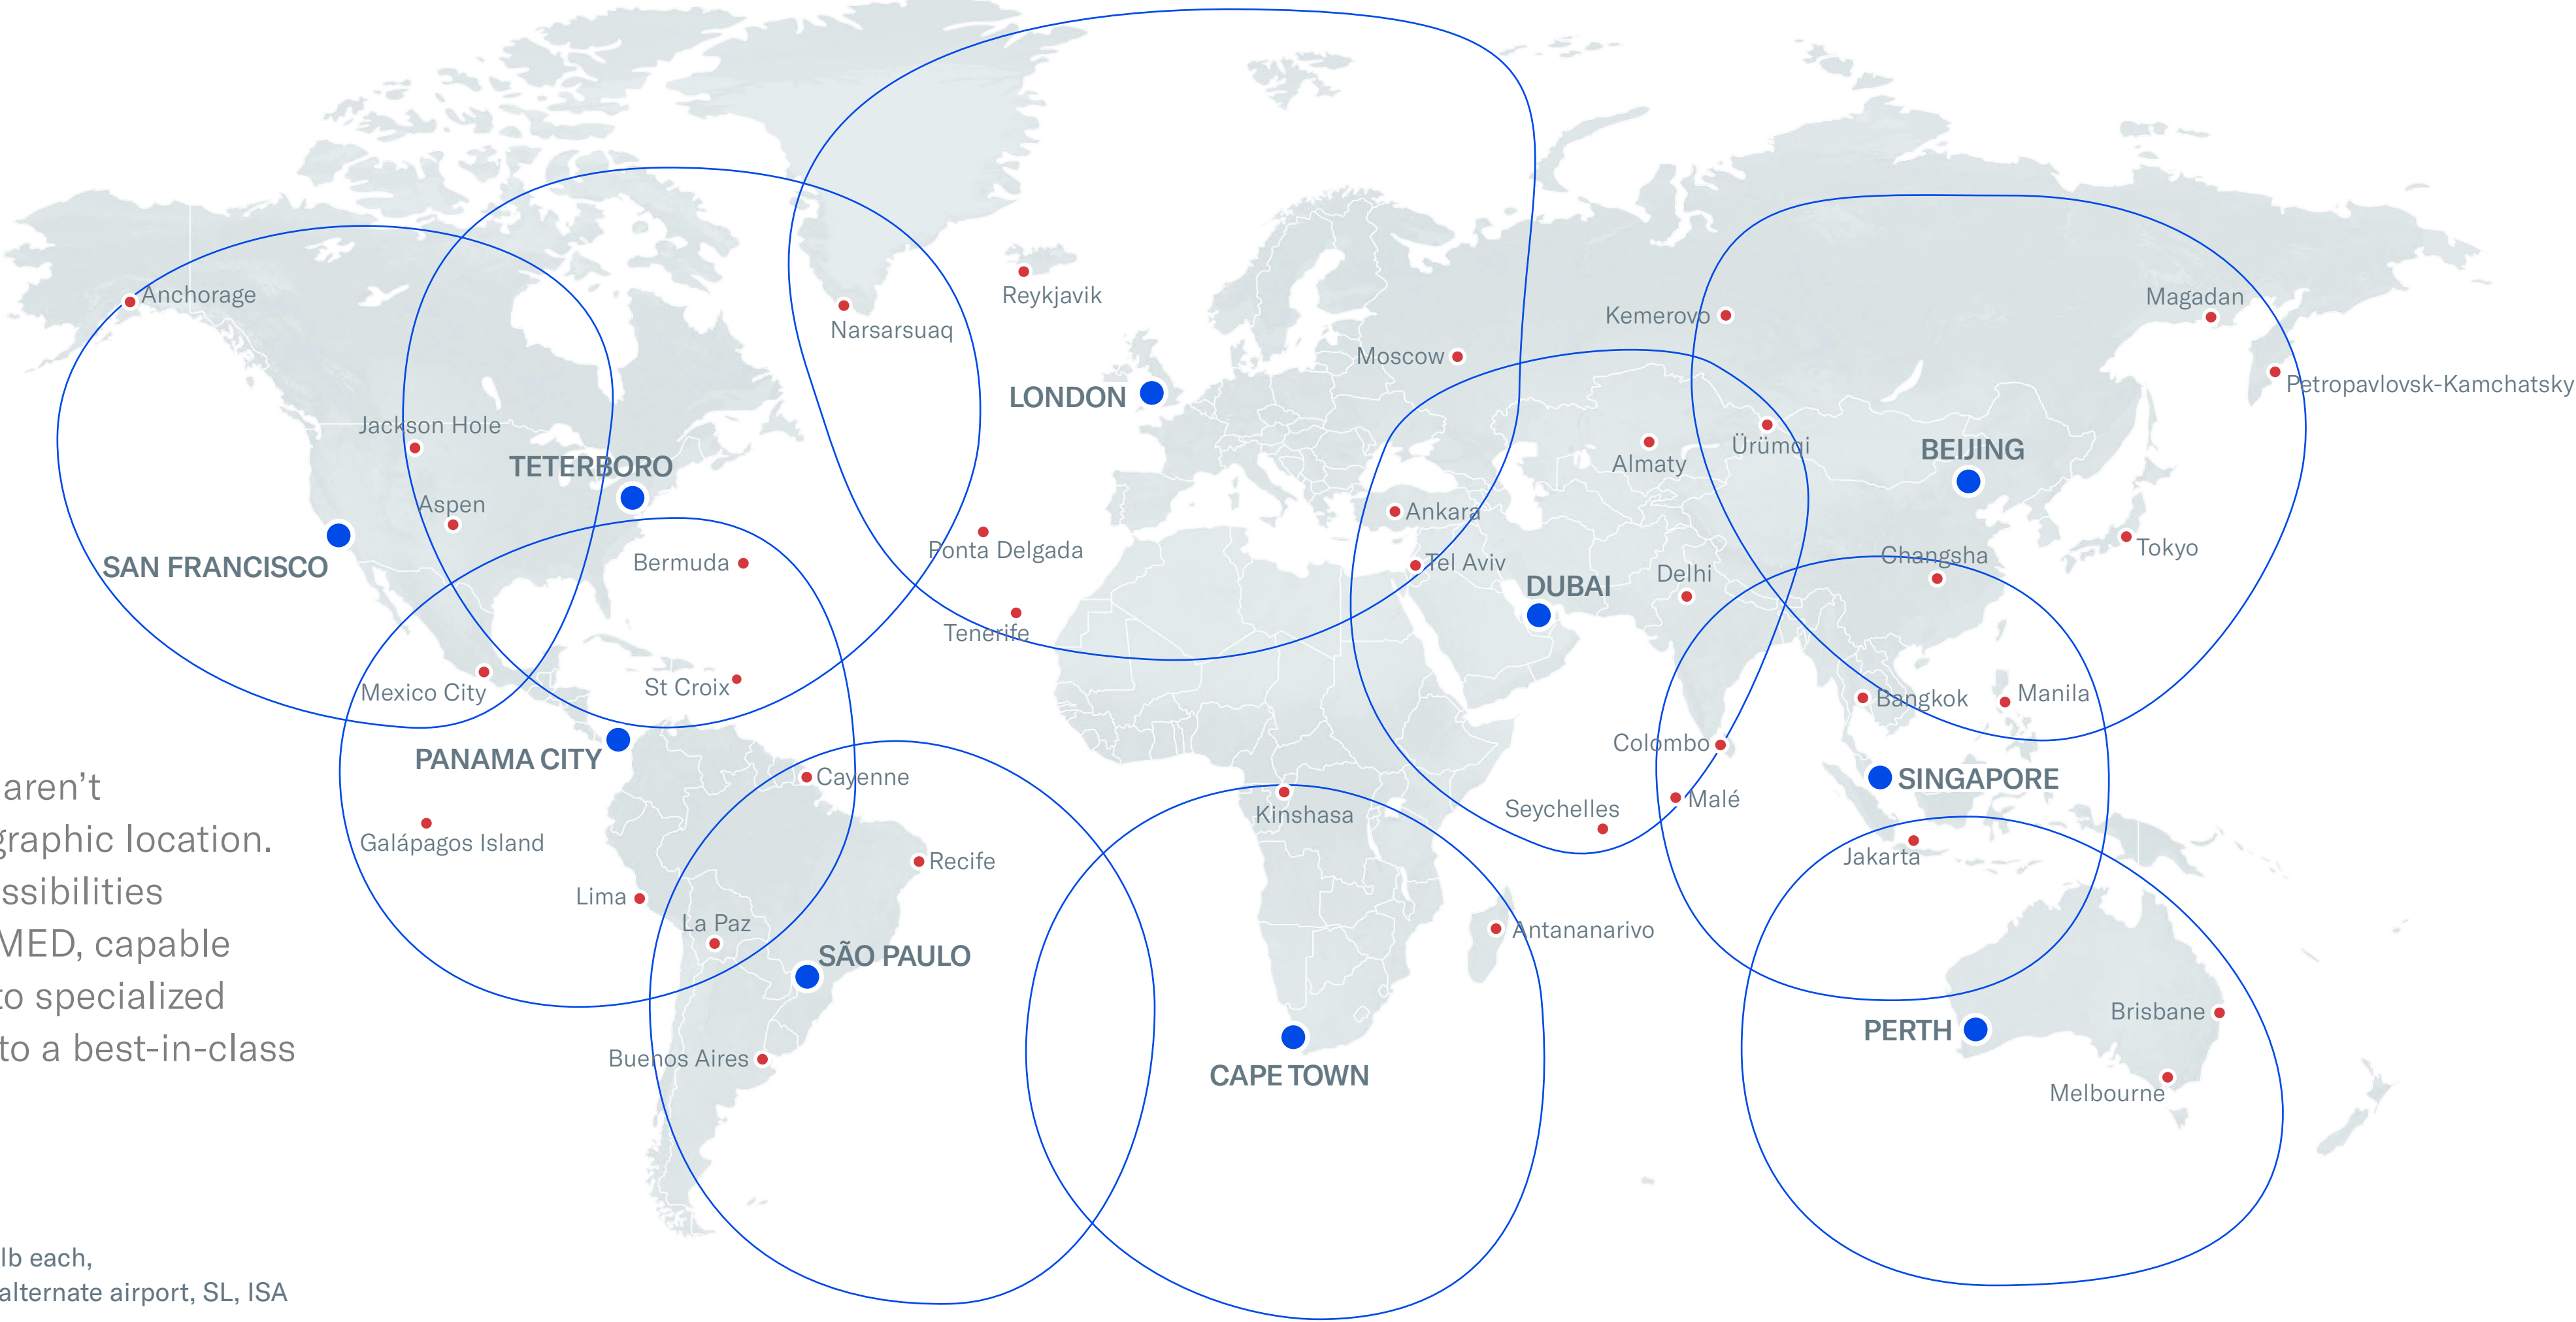 Anchorage
Reykjavik
Narsarsuaq
Kemerovo
Magadan
Moscow
Petropavlovsk-Kamchatsky
LONDON
Jackson Hole
TETERBORO
Almaty
Ürümqi
BEIJING
Aspen
Ankara
SAN FRANCISCO
Bermuda
Ponta Delgada
Tel Aviv
Changsha
Tokyo
Delhi
DUBAI
Tenerife
Mexico City
St Croix
Bangkok
Manila
PANAMA CITY
Colombo
Cayenne
SINGAPORE
Malé
Seychelles
Kinshasa
Galápagos Island
Jakarta
Recife
Lima
La Paz
Antananarivo
SÃO PAULO
Brisbane
PERTH
Buenos Aires
CAPE TOWN
Melbourne
aren’t
graphic location.
ssibilities
MED, capable
to specialized
to a best-in-class
lb each,
alternate airport, SL, ISA